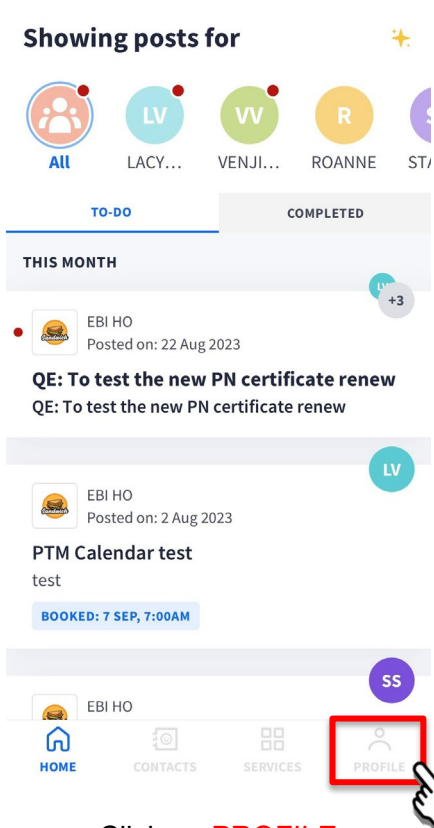 Showing posts for
LV
VV
R
All
LACY...
VENJI...
ROANNE
TO-DO
COMPLETED
THIS MONTH
+3
EBI HO
Posted on: 22 Aug 2023
QE: To test the new PN certificate renew
QE: To test the new PN certificate renew
LV
EBI HO
Posted on: 2 Aug 2023
PTM Calendar test
test
BOOKED: 7 SEP, 7:00AM
SS
EBI HO
HOME
CONTACTS
SERVICES
PROFILE
PROFILE